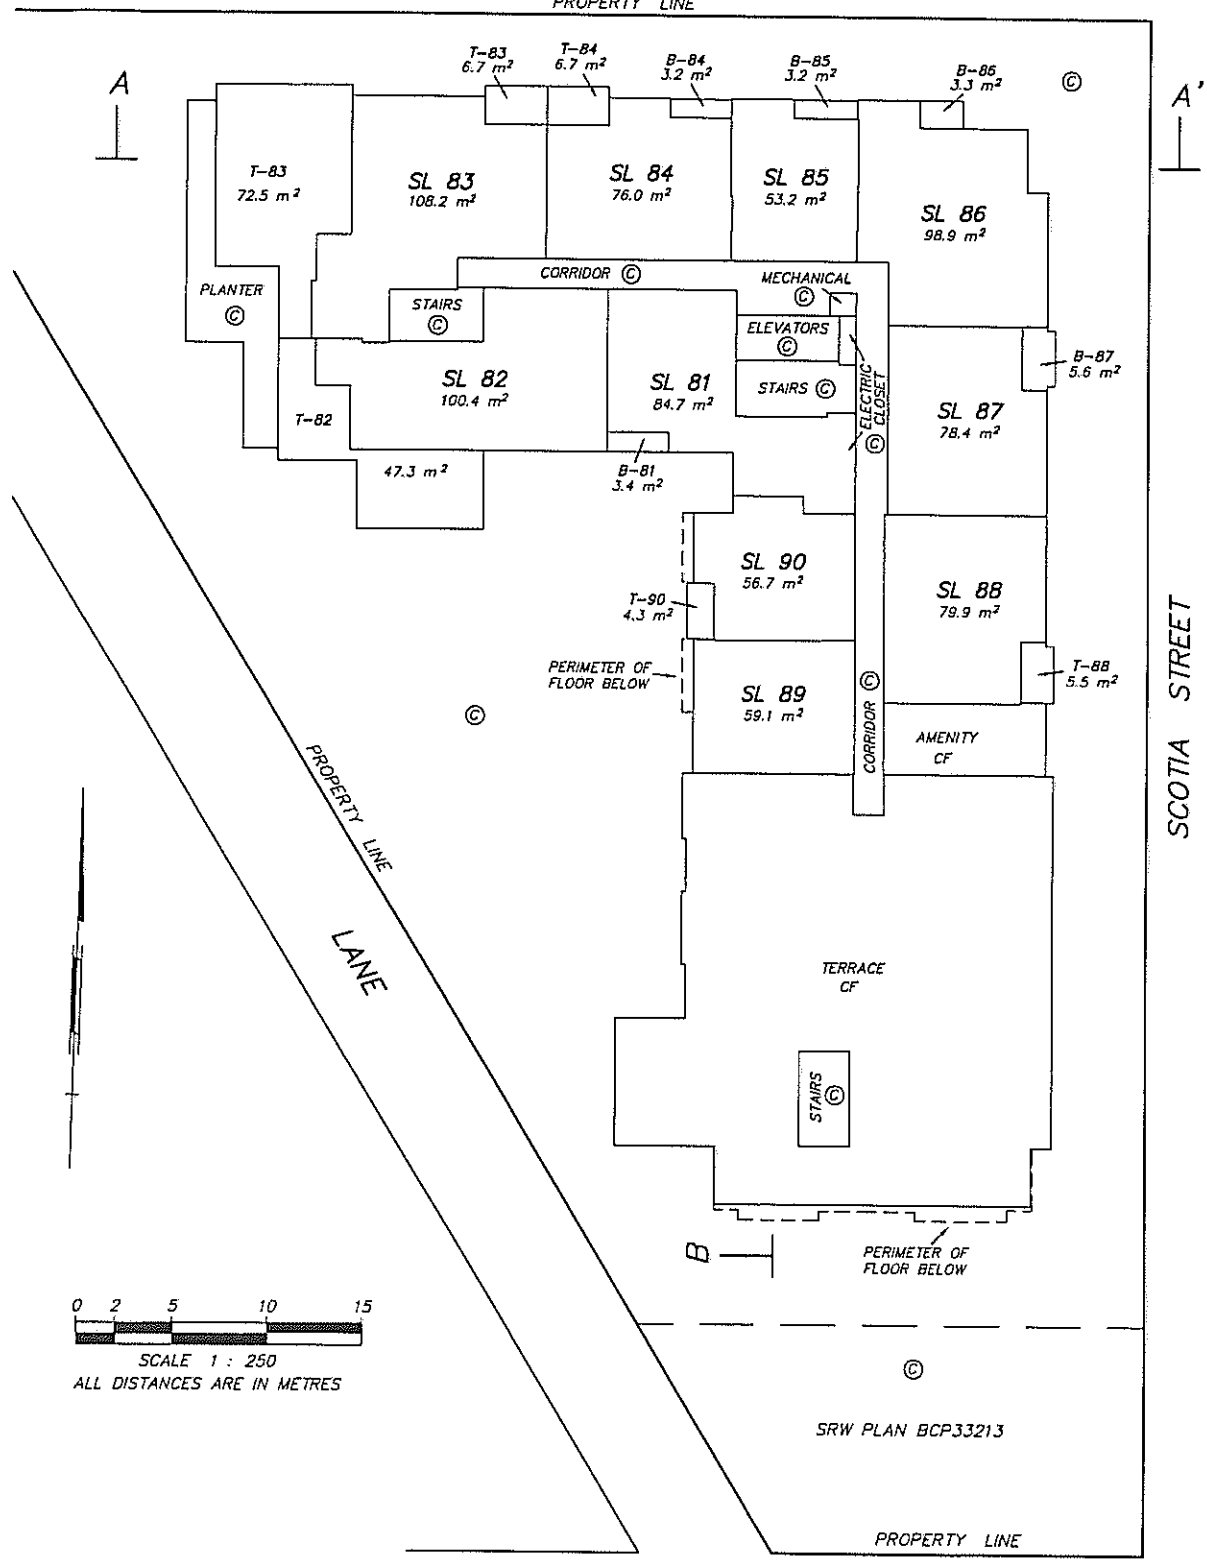 PROPERTY LINE
A
T-83
6.7 m²
T-84
6.7 m²
B-84
3.2 m²
B-85
3.2 m²
B-86
3.3 m²
©
A'
T-83
72.5 m²
SL 83
108.2 m²
SL 84
76.0 m²
SL 85
53.2 m²
SL 86
98.9 m²
PLANTER
©
CORRIDOR ©
MECHANICAL
©
STAIRS
©
ELEVATORS
©
B-87
5.6 m²
SL 82
100.4 m²
SL 81
84.7 m²
STAIRS ©
ELECTRIC
CLOSET
©
SL 87
78.4 m²
T-82
47.3 m²
B-81
3.4 m²
SL 90
56.7 m²
SL 88
79.9 m²
T-90
4.3 m²
PERIMETER OF
FLOOR BELOW
SL 89
59.1 m²
T-88
5.5 m²
©
CORRIDOR ©
AMENITY
CF
SCOTIA STREET
PROPERTY LINE
LANE
TERRACE
CF
STAIRS
©
B
PERIMETER OF
FLOOR BELOW
0 2 5 10 15
SCALE 1 : 250
ALL DISTANCES ARE IN METRES
©
SRW PLAN BCP33213
PROPERTY LINE